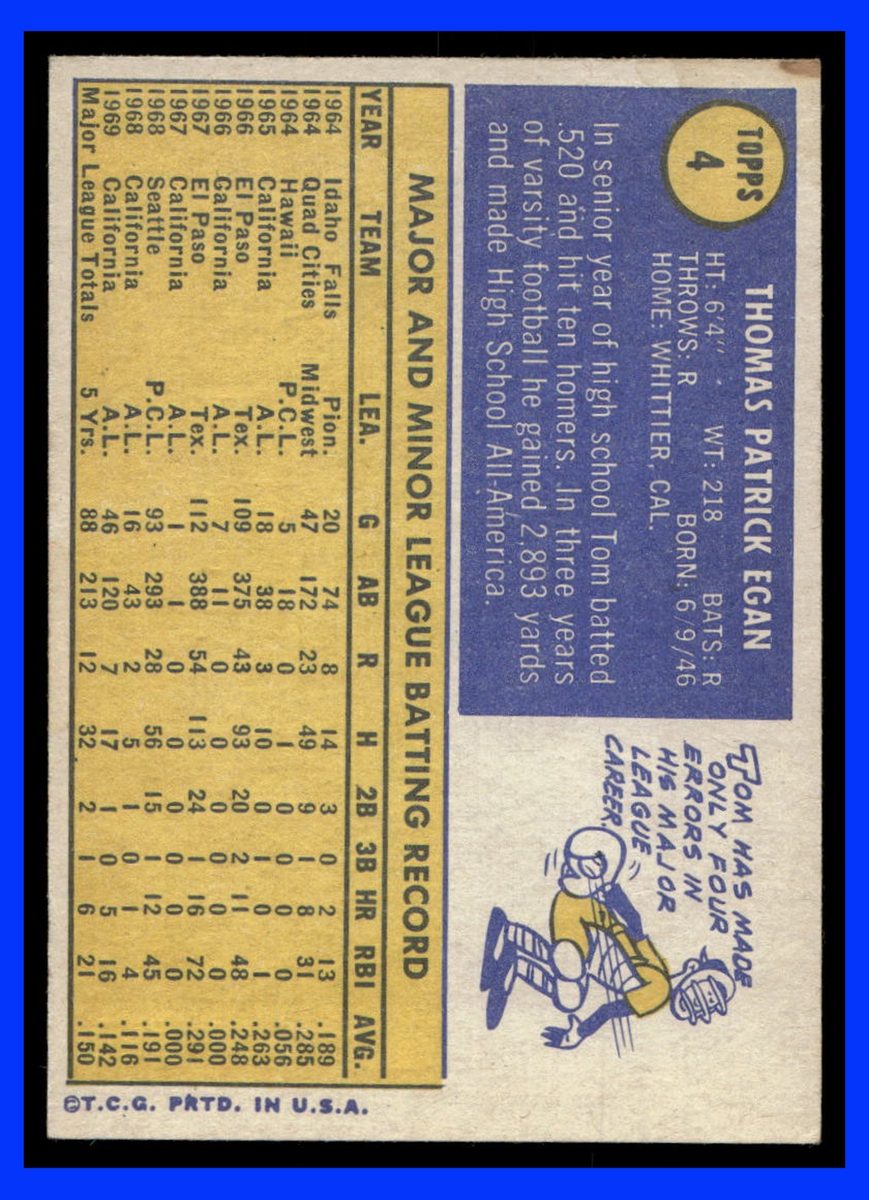 TOPPS
4
THOMAS PATRICK EGAN
HT: 6'4" · WT: 218 BATS: R
THROWS: R BORN: 6/9/46
HOME: WHITTIER, CAL.
In senior year of high school Tom batted
.520 and hit ten homers. In three years
of varsity football he gained 2,893 yards
and made High School All-America.
TOM HAS MADE
ONLY FOUR
ERRORS IN
HIS MAJOR
LEAGUE
CAREER.
MAJOR AND MINOR LEAGUE BATTING RECORD
YEAR TEAM LEA. G AB R H 2B 3B HR RBI AVG.
1964 Idaho Falls Pion. 20 74 8 14 3 0 2 13 .189
1964 Quad Cities Midwest 47 172 23 49 9 1 8 31 .285
1964 Hawaii P.C.L. 5 18 0 1 0 0 0 0 .056
1965 California A.L. 18 38 3 10 0 1 0 1 .263
1966 El Paso Tex. 109 375 43 93 20 2 11 48 .248
1966 California A.L. 7 11 0 0 0 0 0 0 .000
1967 El Paso Tex. 112 388 54 113 24 1 16 72 .291
1967 California A.L. 1 1 0 0 0 0 0 0 .000
1968 Seattle P.C.L. 93 293 28 56 15 1 12 45 .191
1968 California A.L. 16 43 2 5 1 0 1 4 .116
1969 California A.L. 46 120 7 17 1 0 5 16 .142
Major League Totals 5 Yrs. 88 213 12 32 2 1 6 21 .150
©T.C.G. PRTD. IN U.S.A.